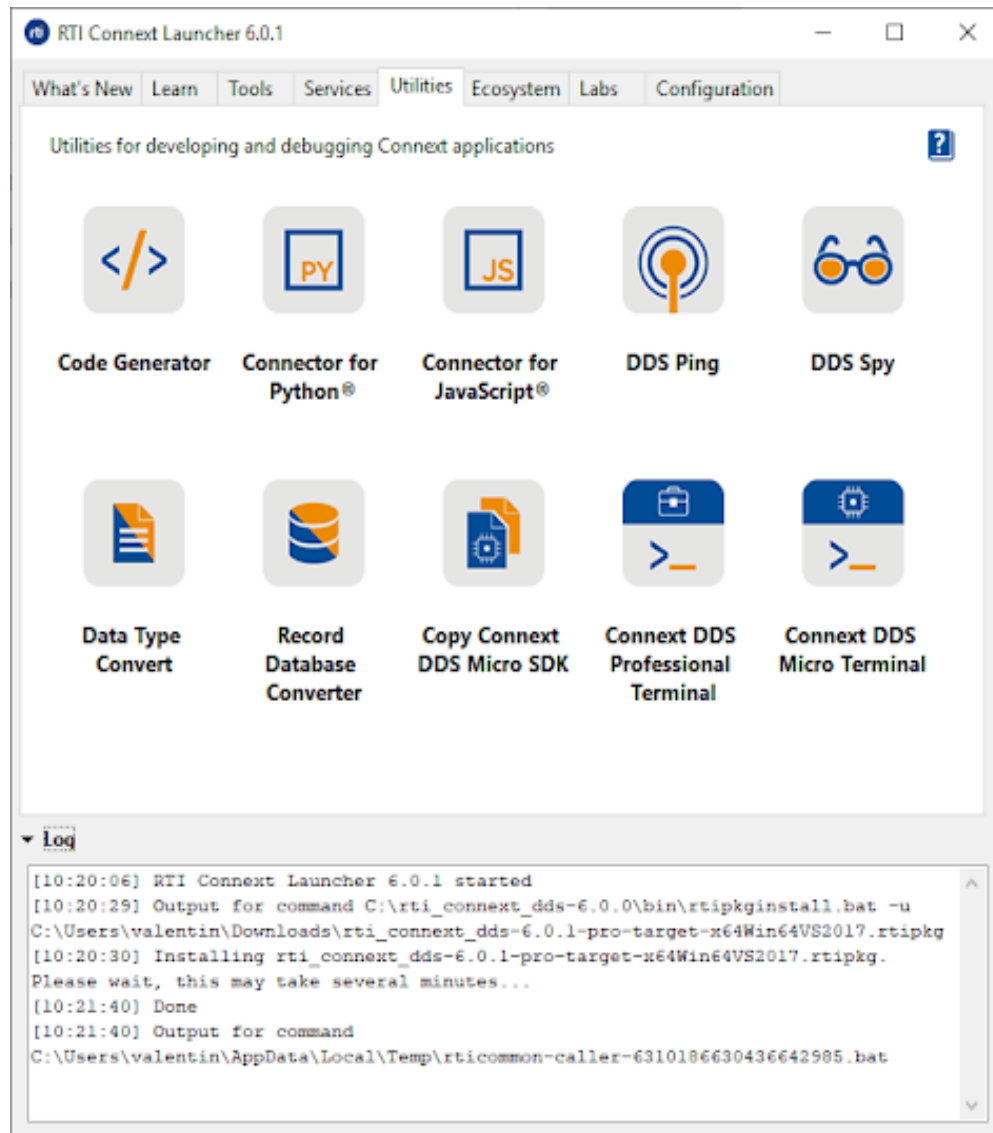 rti RTI Connext Launcher 6.0.1
What's New Learn Tools Services Utilities Ecosystem Labs Configuration
Utilities for developing and debugging Connext applications
?
</> PY JS
Code Generator Connector for Python® Connector for JavaScript® DDS Ping DDS Spy
>_ >_
Data Type Convert Record Database Converter Copy Connext DDS Micro SDK Connext DDS Professional Terminal Connext DDS Micro Terminal
Log
[10:20:06] RTI Connext Launcher 6.0.1 started
[10:20:29] Output for command C:\rti_connext_dds-6.0.0\bin\rtipkginstall.bat -u
C:\Users\valentin\Downloads\rti_connext_dds-6.0.1-pro-target-x64Win64VS2017.rtipkg
[10:20:30] Installing rti_connext_dds-6.0.1-pro-target-x64Win64VS2017.rtipkg.
Please wait, this may take several minutes...
[10:21:40] Done
[10:21:40] Output for command
C:\Users\valentin\AppData\Local\Temp\rticommon-caller-6310186630436642985.bat